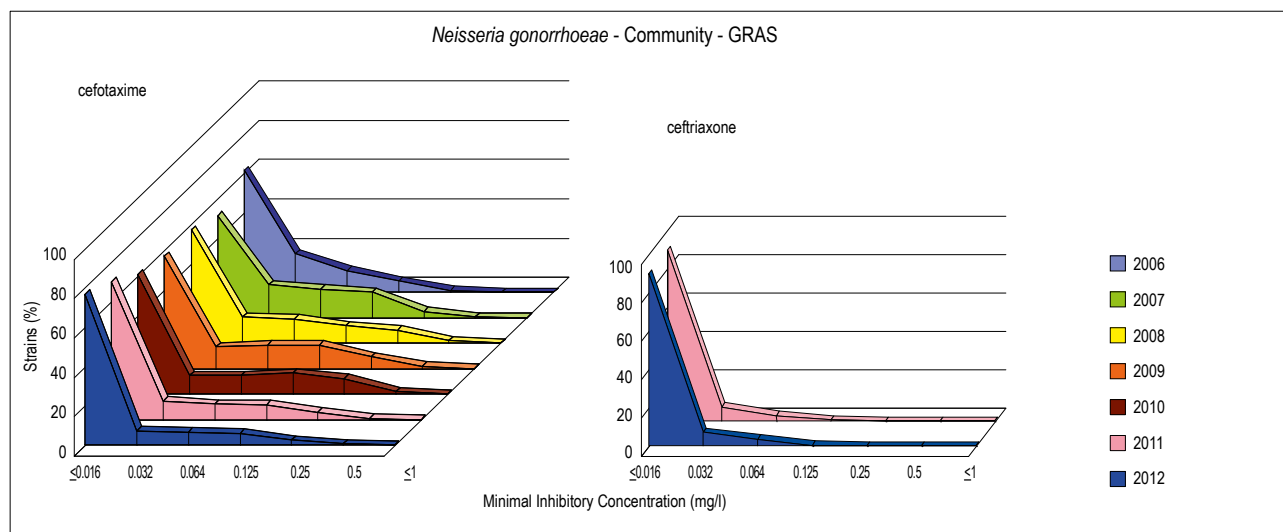 Neisseria gonorrhoeae - Community - GRAS
cefotaxime
ceftriaxone
Strains (%)
100
80
60
40
20
0
≤0.016 0.032 0.064 0.125 0.25 0.5 ≤1
100
80
60
40
20
0
≤0.016 0.032 0.064 0.125 0.25 0.5 ≤1
Minimal Inhibitory Concentration (mg/l)
2006
2007
2008
2009
2010
2011
2012